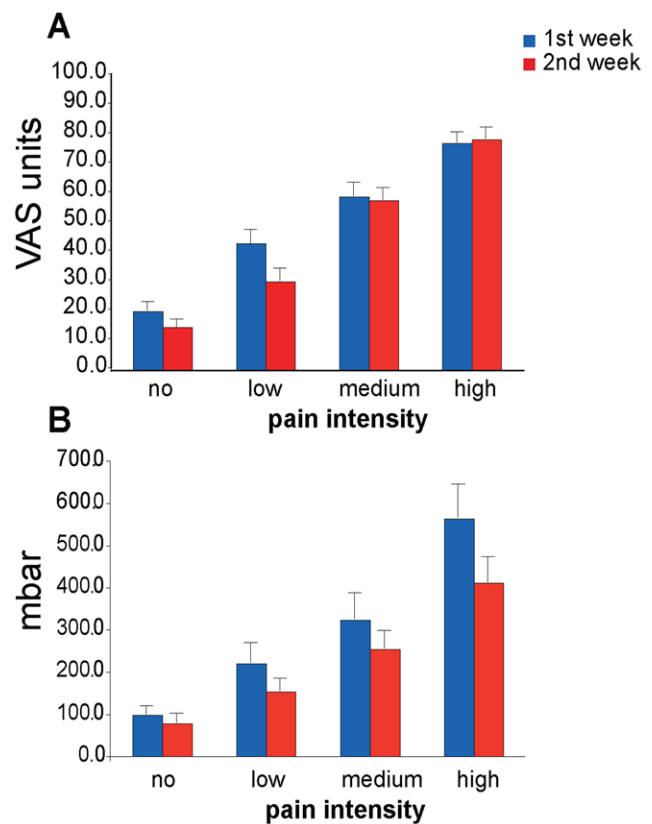 A
1st week
2nd week
VAS units
100.0
90.0
80.0
70.0
60.0
50.0
40.0
30.0
20.0
10.0
0.0
no low medium high
pain intensity
B
mbar
700.0
600.0
500.0
400.0
300.0
200.0
100.0
0.0
no low medium high
pain intensity